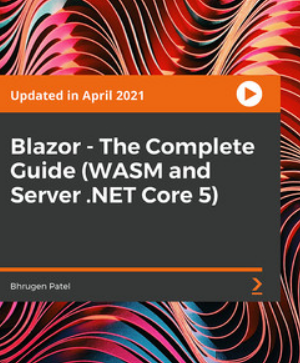 Updated in April 2021
Blazor - The Complete
Guide (WASM and
Server .NET Core 5)
Bhrugen Patel